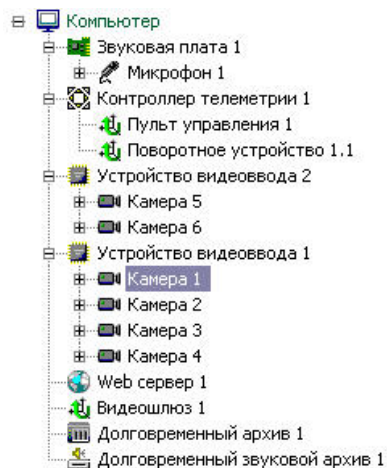 Компьютер
Звуковая плата 1
Микрофон 1
Контроллер телеметрии 1
Пульт управления 1
Поворотное устройство 1.1
Устройство видеоввода 2
Камера 5
Камера 6
Устройство видеоввода 1
Камера 1
Камера 2
Камера 3
Камера 4
Web сервер 1
Видеошлюз 1
Долговременный архив 1
Долговременный звуковой архив 1